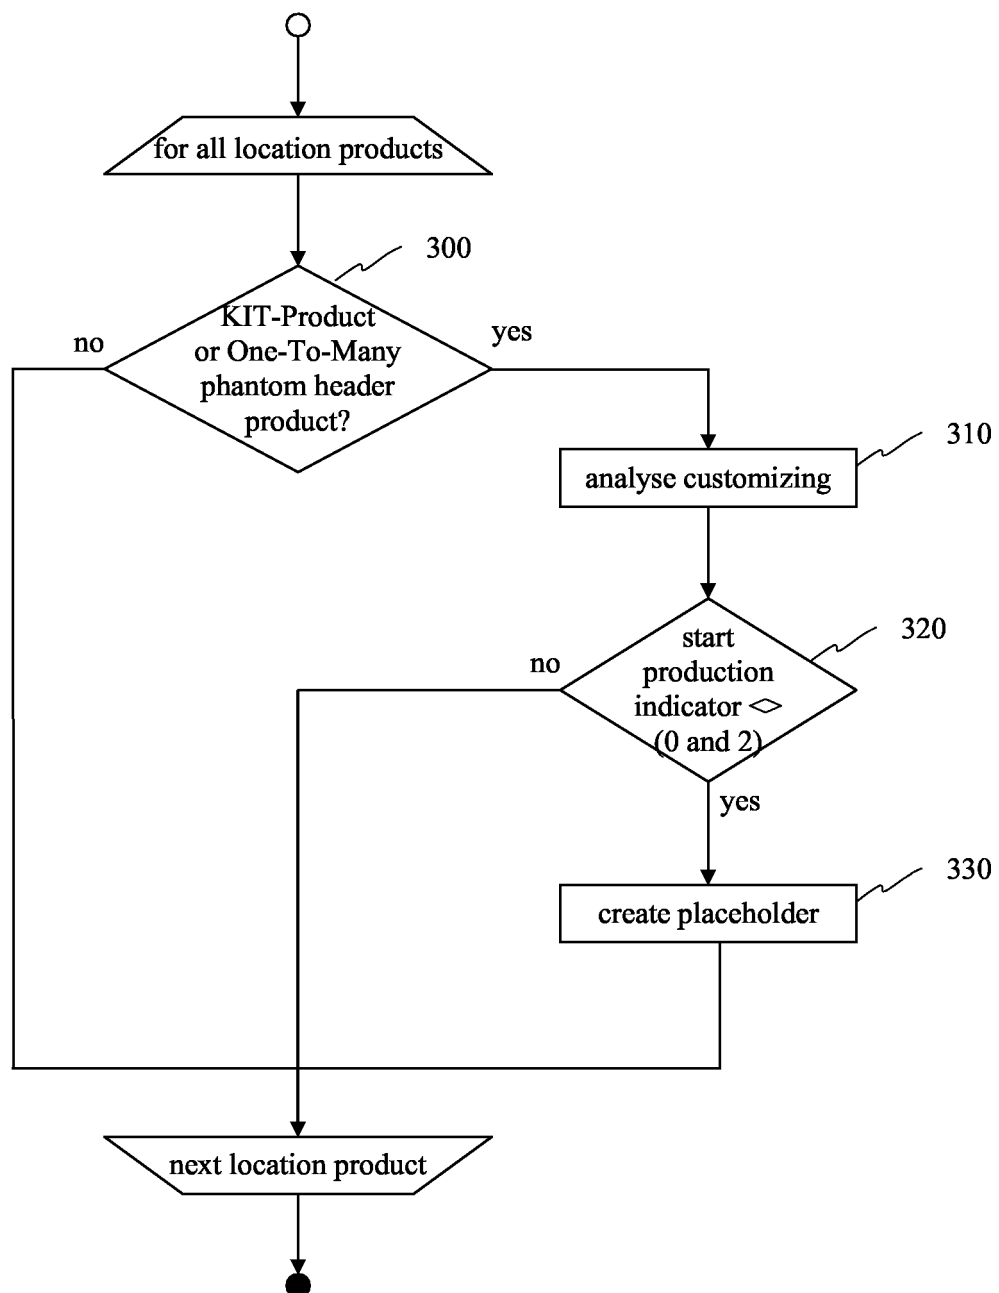 for all location products
300
KIT-Product
or One-To-Many
phantom header
product?
no
yes
310
analyse customizing
320
start
production
indicator <>
(0 and 2)
no
yes
330
create placeholder
next location product